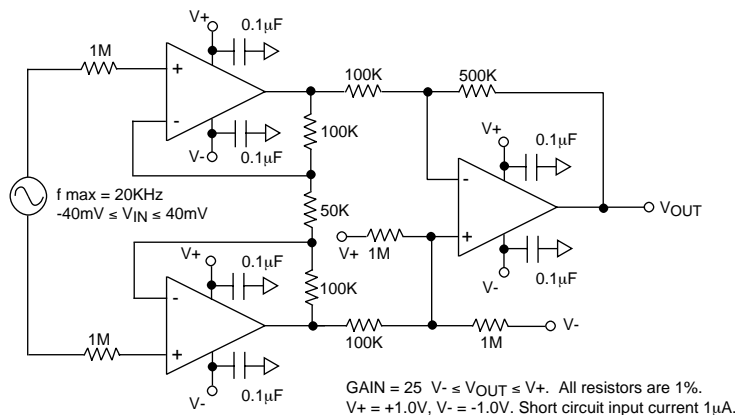 V+
0.1µF
1M
+
-
V-
0.1µF
100K
50K
100K
f max = 20KHz
-40mV ≤ VIN ≤ 40mV
V+
0.1µF
1M
-
+
V-
0.1µF
100K
500K
V+
0.1µF
-
+
VOUT
V-
0.1µF
V+
1M
100K
1M
V-
GAIN = 25 V- ≤ VOUT ≤ V+. All resistors are 1%.
V+ = +1.0V, V- = -1.0V. Short circuit input current 1µA.